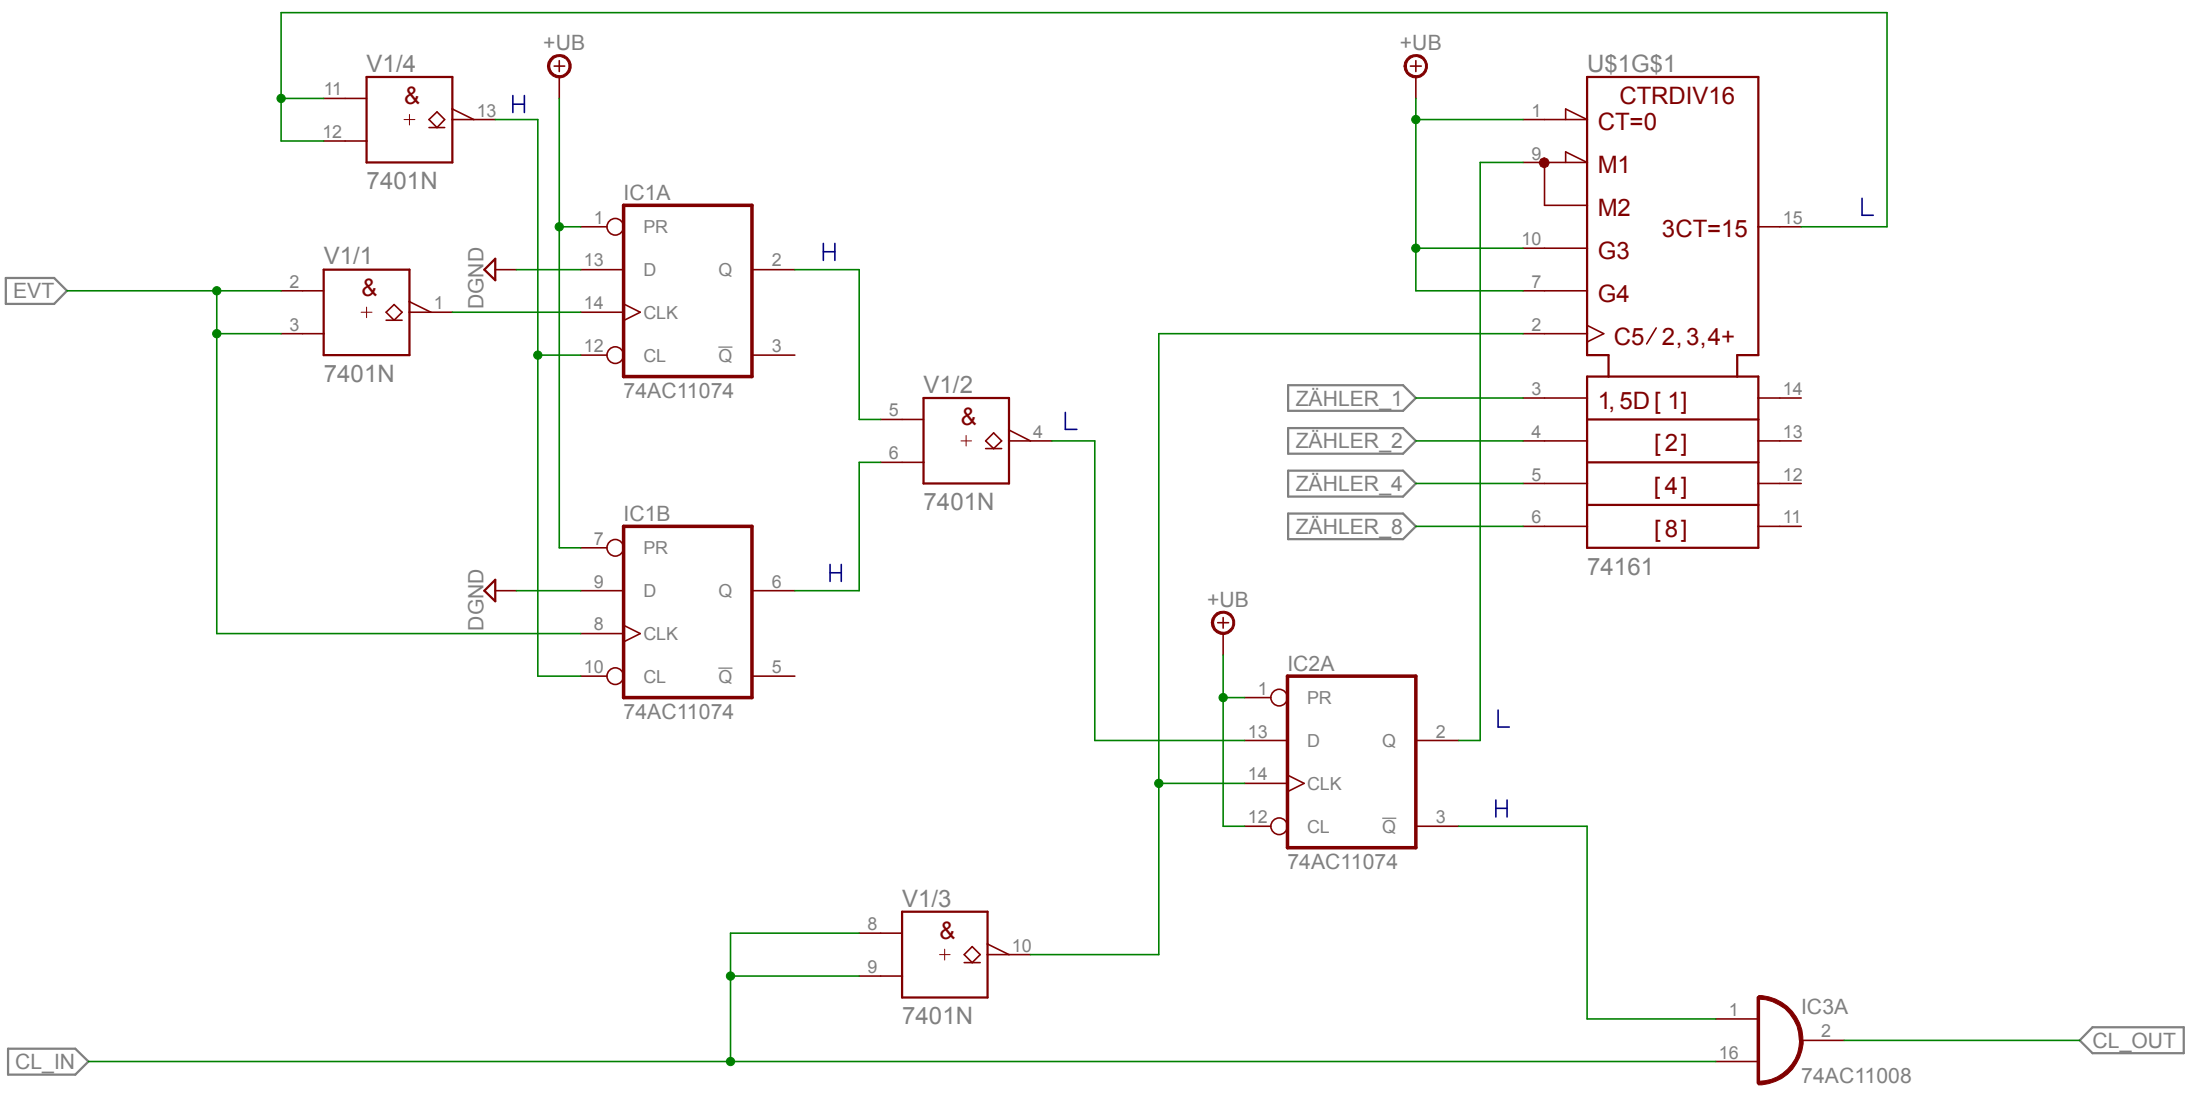 V1/4
11
12
&
+
13
H
7401N
+UB
+UB
U$1G$1
CTRDIV16
1
CT=0
9
M1
M2
10
G3
7
G4
2
C5/2,3,4+
3CT=15
15
L
EVT
V1/1
2
3
&
+
1
7401N
IC1A
1
PR
DGND
13
D
Q
2
H
14
CLK
12
CL
Q
3
74AC11074
V1/2
5
6
&
+
4
L
7401N
ZÄHLER_1
3
1,5D[1]
14
ZÄHLER_2
4
[2]
13
ZÄHLER_4
5
[4]
12
ZÄHLER_8
6
[8]
11
74161
IC1B
7
PR
DGND
9
D
Q
6
H
8
CLK
10
CL
Q
5
74AC11074
+UB
IC2A
1
PR
13
D
Q
2
L
14
CLK
12
CL
Q
3
H
74AC11074
V1/3
8
9
&
+
10
7401N
CL_IN
1
16
IC3A
2
74AC11008
CL_OUT